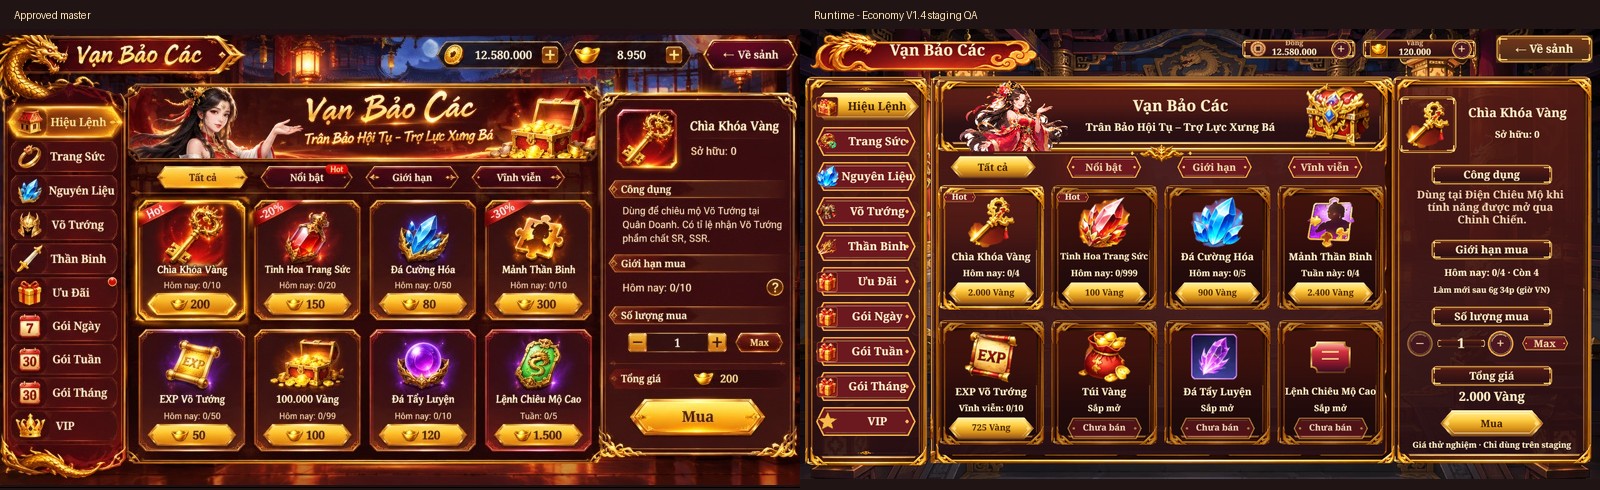 Approved master
Vạn Bảo Các
12.580.000
8.950
← Về sảnh
Hiệu Lệnh
Trang Sức
Nguyên Liệu
Võ Tướng
Thần Binh
Ưu Đãi
7
Gói Ngày
30
Gói Tuần
30
Gói Tháng
VIP
Vạn Bảo Các
Trân Bảo Hội Tụ – Trợ Lực Xưng Bá
Tất cả
Nổi bật
Hot
Giới hạn
Vĩnh viễn
Hot
Chìa Khóa Vàng
Hôm nay: 0/10
200
-20%
Tinh Hoa Trang Sức
Hôm nay: 0/20
150
Đá Cường Hóa
Hôm nay: 0/50
80
-30%
Mảnh Thần Binh
Hôm nay: 0/10
300
EXP
EXP Võ Tướng
Hôm nay: 0/50
50
100.000 Vàng
Hôm nay: 0/99
100
Đá Tẩy Luyện
Hôm nay: 0/10
120
Lệnh Chiêu Mộ Cao
Tuần: 0/5
1.500
Chìa Khóa Vàng
Sở hữu: 0
Công dụng
Dùng để chiêu mộ Võ Tướng tại
Quân Doanh. Có tỉ lệ nhận Võ Tướng
phẩm chất SR, SSR.
Giới hạn mua
Hôm nay: 0/10
?
Số lượng mua
− 1 + Max
Tổng giá
200
Mua
Runtime - Economy V1.4 staging QA
Vạn Bảo Các
Đồng
12.580.000
Vàng
120.000
← Về sảnh
Hiệu Lệnh
Trang Sức
Nguyên Liệu
Võ Tướng
Thần Binh
Ưu Đãi
Gói Ngày
Gói Tuần
Gói Tháng
VIP
Vạn Bảo Các
Trân Bảo Hội Tụ – Trợ Lực Xưng Bá
Tất cả
Nổi bật
Giới hạn
Vĩnh viễn
Hot
Chìa Khóa Vàng
Hôm nay: 0/4
2.000 Vàng
Hot
Tinh Hoa Trang Sức
Hôm nay: 0/999
100 Vàng
Đá Cường Hóa
Hôm nay: 0/5
900 Vàng
Mảnh Thần Binh
Tuần này: 0/4
2.400 Vàng
EXP
EXP Võ Tướng
Vĩnh viễn: 0/10
725 Vàng
Túi Vàng
Sắp mở
Chưa bán
Đá Tẩy Luyện
Sắp mở
Chưa bán
Lệnh Chiêu Mộ Cao
Sắp mở
Chưa bán
Chìa Khóa Vàng
Sở hữu: 0
Công dụng
Dùng tại Điện Chiêu Mộ khi
tính năng được mở qua
Chinh Chiến.
Giới hạn mua
Hôm nay: 0/4 · Còn 4
Làm mới sau 6g 34p (giờ VN)
Số lượng mua
− 1 + Max
Tổng giá
2.000 Vàng
Mua
Giá thử nghiệm · Chỉ dùng trên staging